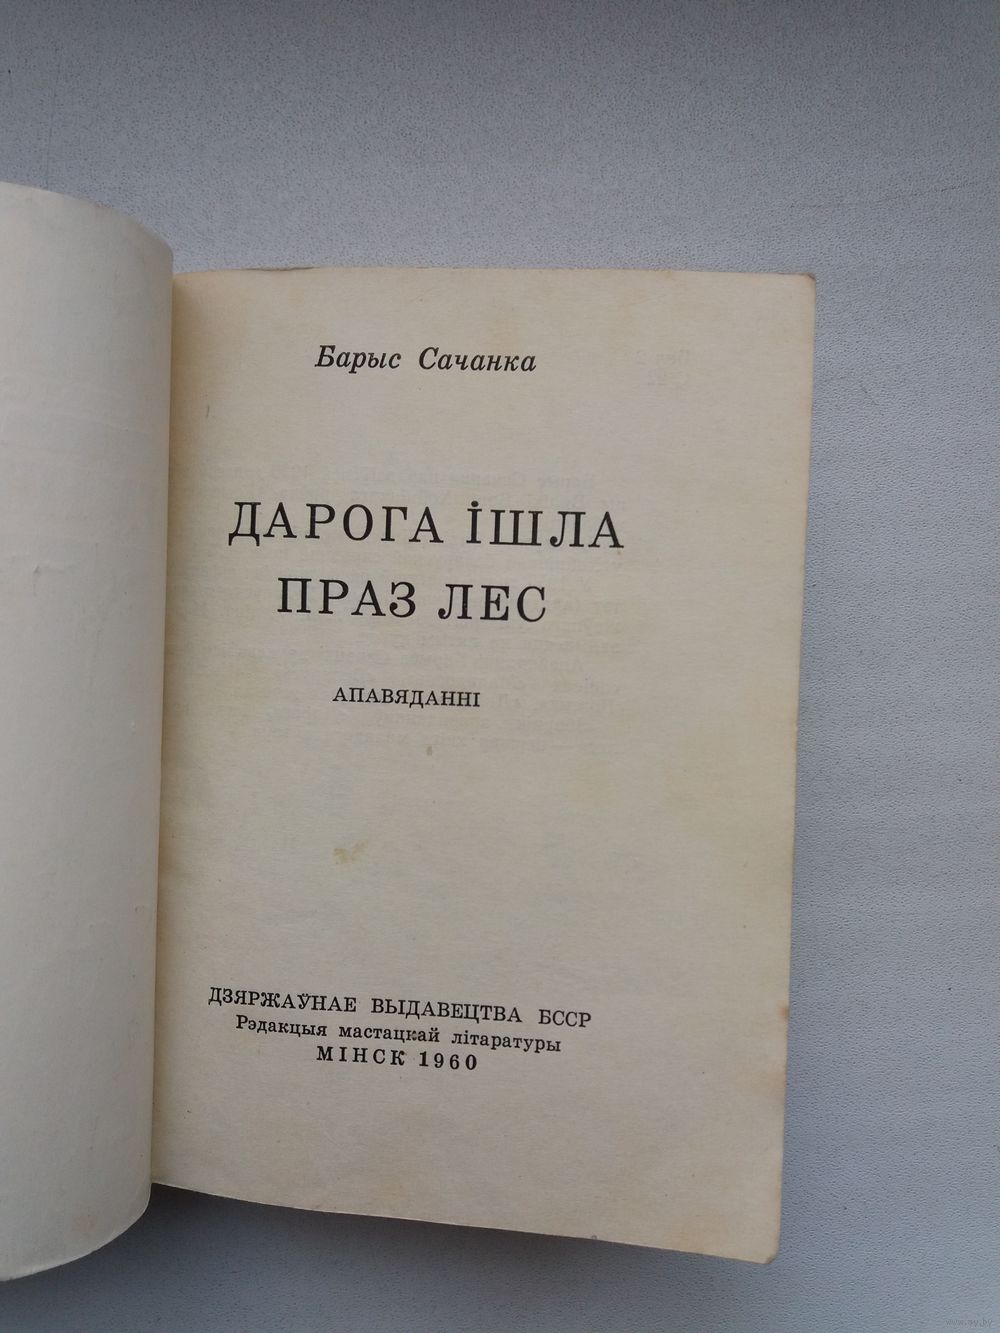 Барыс Сачанка
ДАРОГА ІШЛА
ПРАЗ ЛЕС
АПАВЯДАННІ
ДЗЯРЖАЎНАЕ ВЫДАВЕЦТВА БССР
Рэдакцыя мастацкай літаратуры
МІНСК 1960